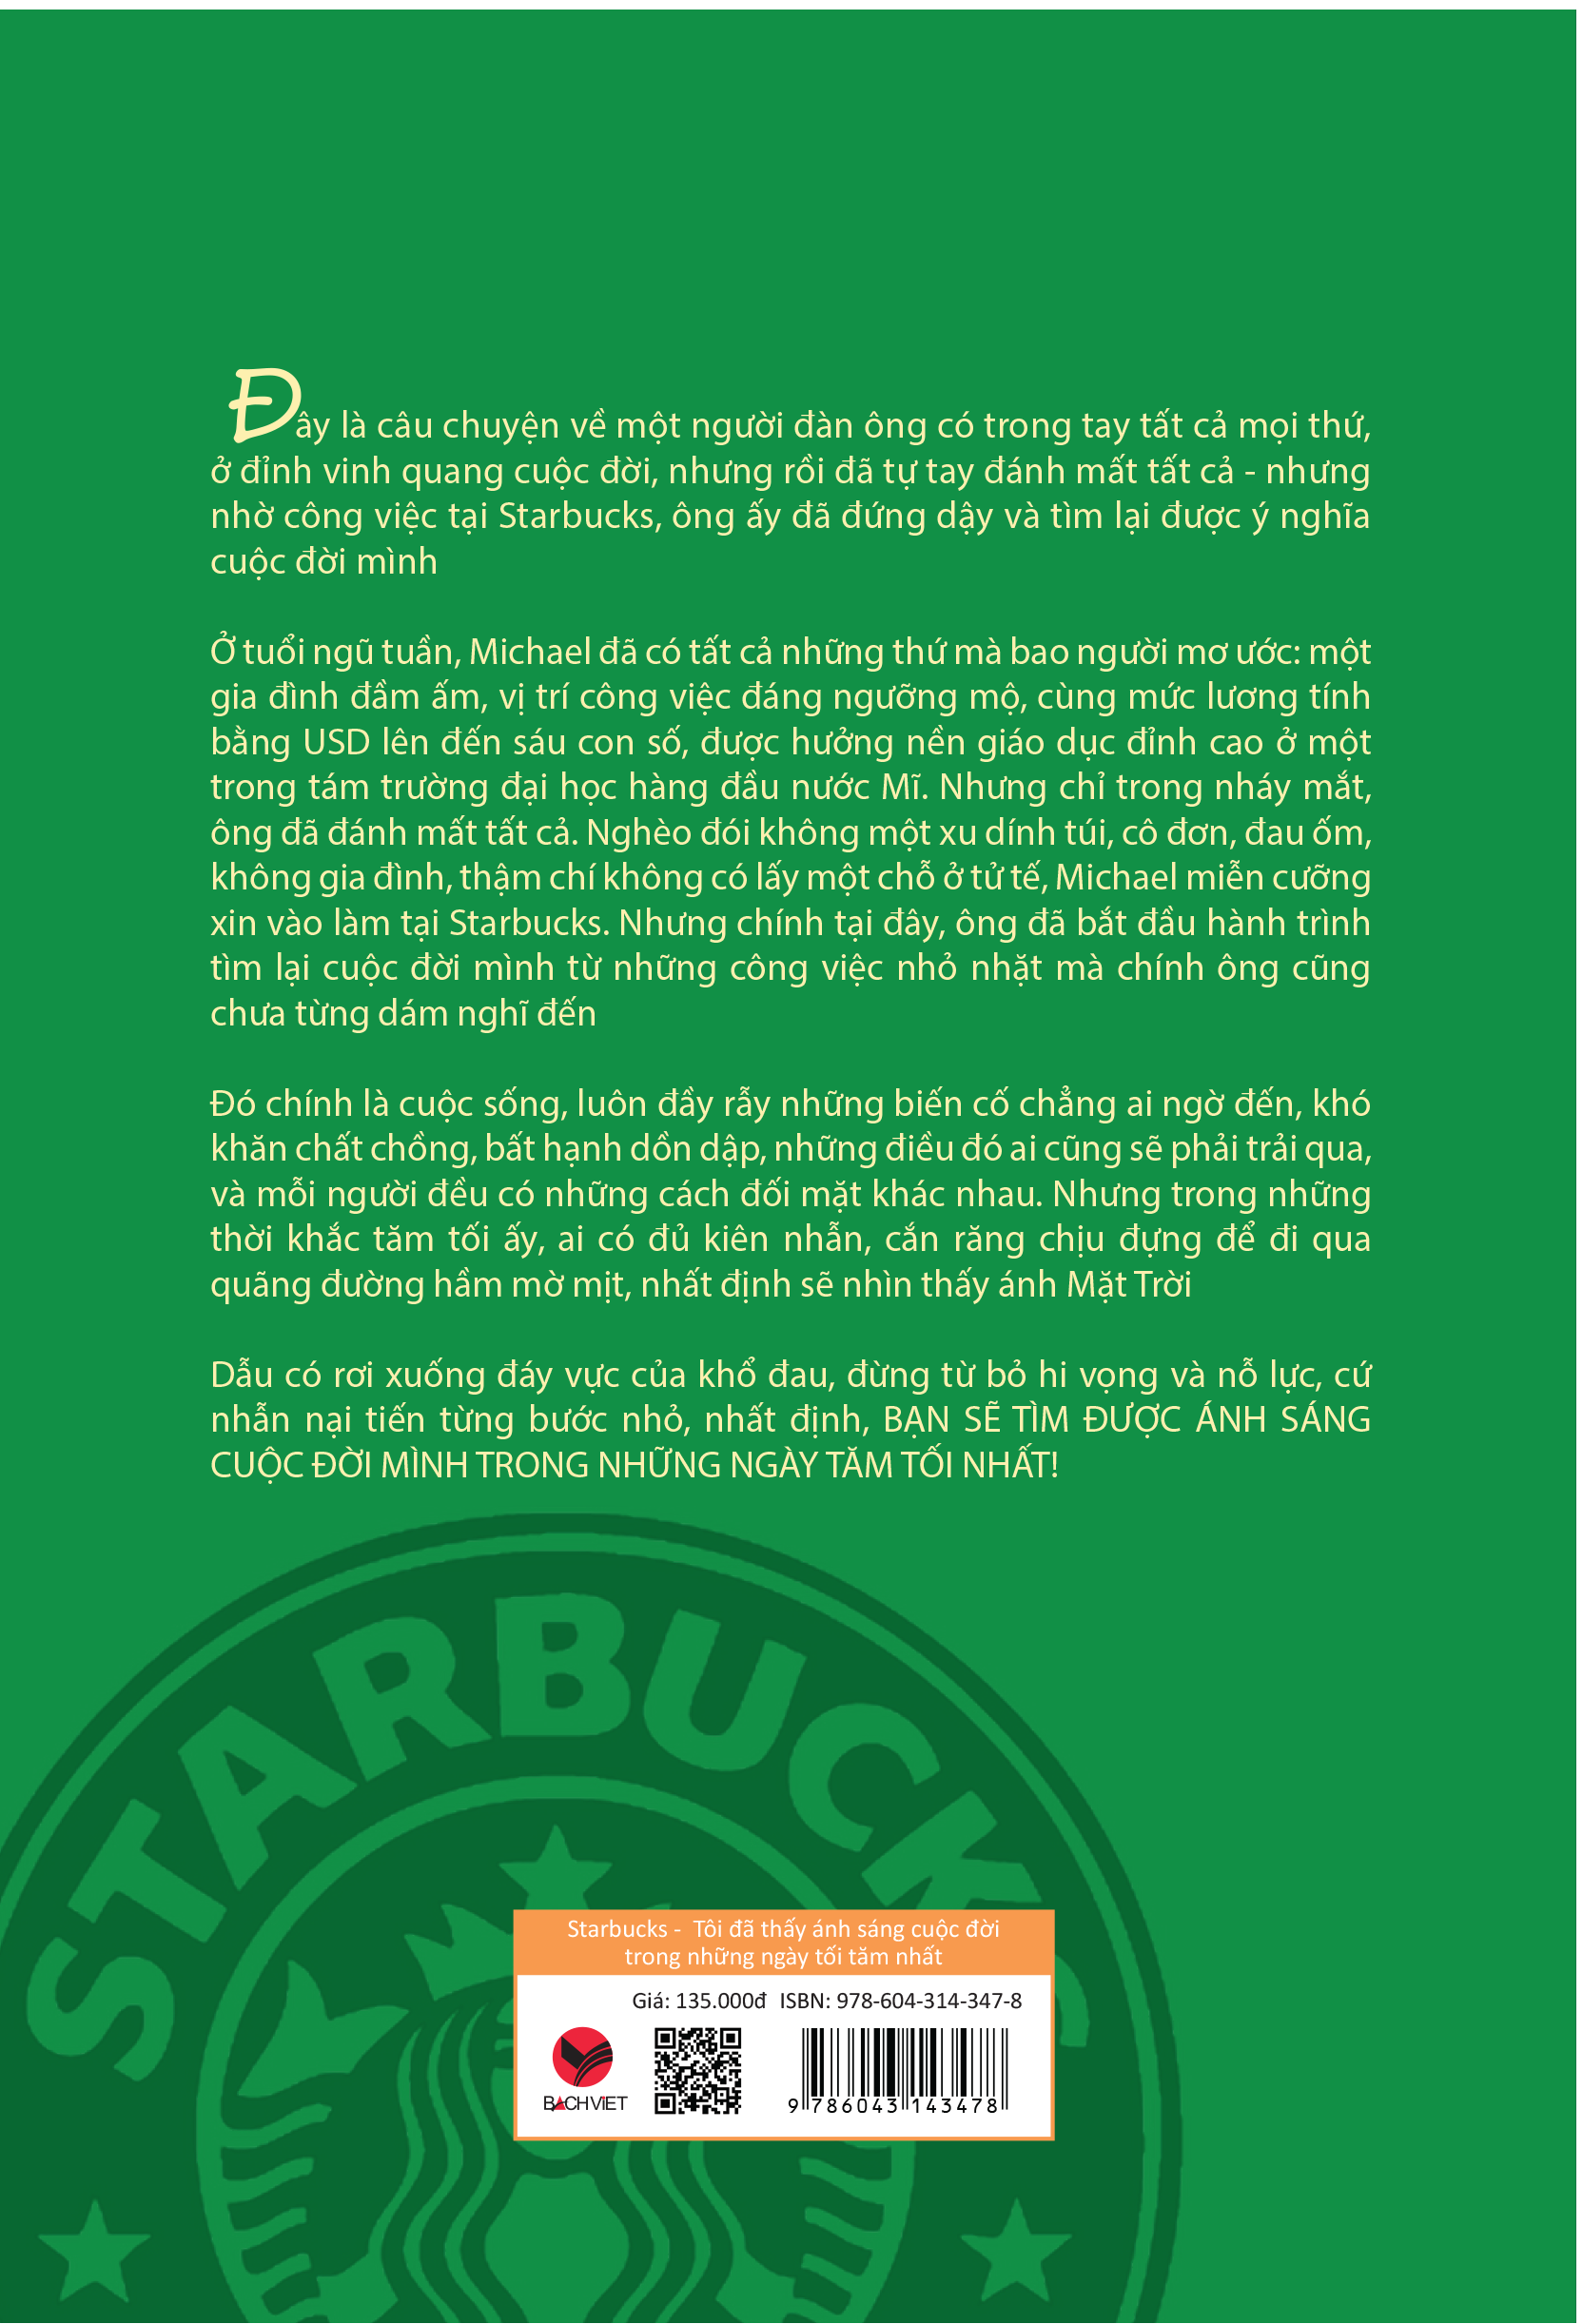 Đây là câu chuyện về một người đàn ông có trong tay tất cả mọi thứ,
ở đỉnh vinh quang cuộc đời, nhưng rồi đã tự tay đánh mất tất cả - nhưng
nhờ công việc tại Starbucks, ông ấy đã đứng dậy và tìm lại được ý nghĩa
cuộc đời mình
Ở tuổi ngũ tuần, Michael đã có tất cả những thứ mà bao người mơ ước: một
gia đình đầm ấm, vị trí công việc đáng ngưỡng mộ, cùng mức lương tính
bằng USD lên đến sáu con số, được hưởng nền giáo dục đỉnh cao ở một
trong tám trường đại học hàng đầu nước Mĩ. Nhưng chỉ trong nháy mắt,
ông đã đánh mất tất cả. Nghèo đói không một xu dính túi, cô đơn, đau ốm,
không gia đình, thậm chí không có lấy một chỗ ở tử tế, Michael miễn cưỡng
xin vào làm tại Starbucks. Nhưng chính tại đây, ông đã bắt đầu hành trình
tìm lại cuộc đời mình từ những công việc nhỏ nhặt mà chính ông cũng
chưa từng dám nghĩ đến
Đó chính là cuộc sống, luôn đầy rẫy những biến cố chẳng ai ngờ đến, khó
khăn chất chồng, bất hạnh dồn dập, những điều đó ai cũng sẽ phải trải qua,
và mỗi người đều có những cách đối mặt khác nhau. Nhưng trong những
thời khắc tăm tối ấy, ai có đủ kiên nhẫn, cắn răng chịu đựng để đi qua
quãng đường hầm mờ mịt, nhất định sẽ nhìn thấy ánh Mặt Trời
Dẫu có rơi xuống đáy vực của khổ đau, đừng từ bỏ hi vọng và nỗ lực, cứ
nhẫn nại tiến từng bước nhỏ, nhất định, BẠN SẼ TÌM ĐƯỢC ÁNH SÁNG
CUỘC ĐỜI MÌNH TRONG NHỮNG NGÀY TĂM TỐI NHẤT!
STARBUCKS
Starbucks - Tôi đã thấy ánh sáng cuộc đời
trong những ngày tối tăm nhất
Giá: 135.000đ ISBN: 978-604-314-347-8
BACHViET
9 786043 143478